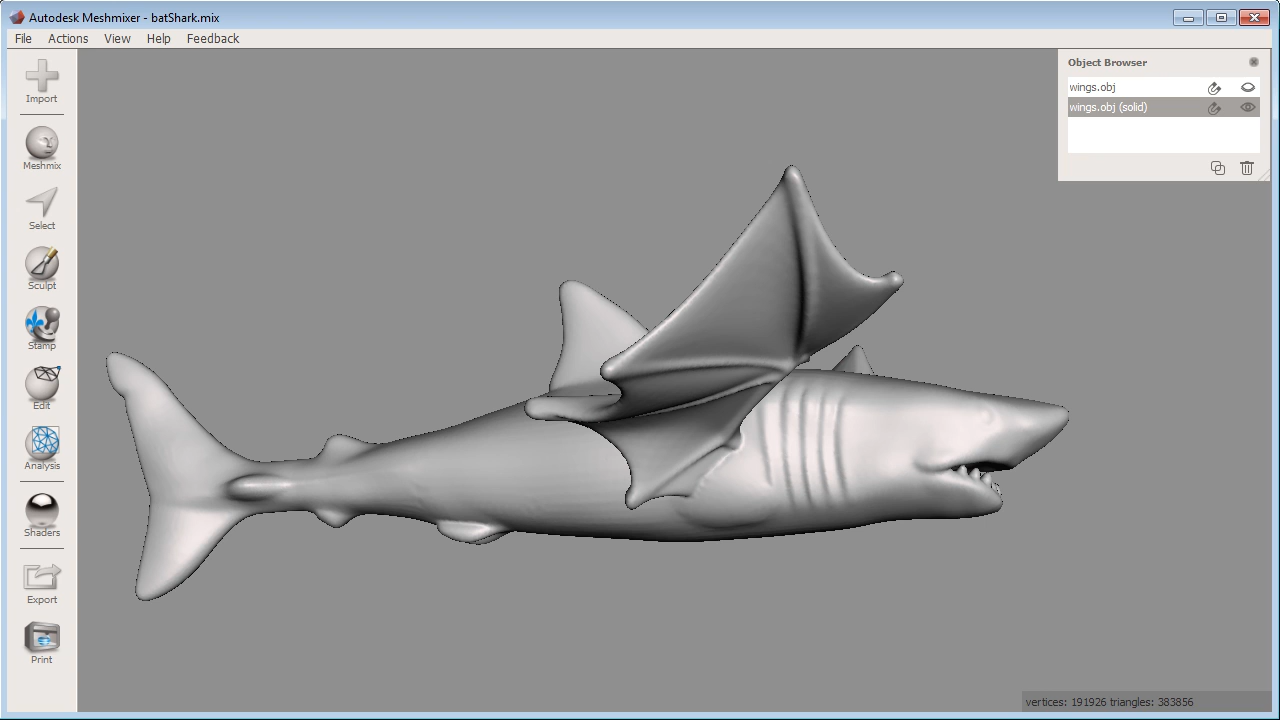 Autodesk Meshmixer - batShark.mix
File Actions View Help Feedback
Import
Meshmix
Select
Sculpt
Stamp
Edit
Analysis
Shaders
Export
Print
Object Browser
wings.obj
wings.obj (solid)
vertices: 191926 triangles: 383856